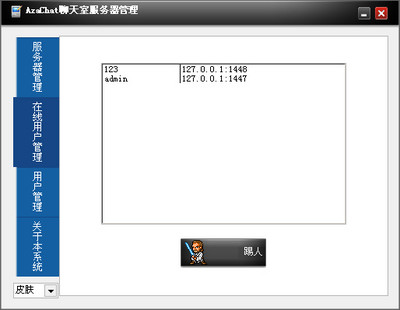 AzaChat聊天室服务器管理
服务器管理
在线用户管理
用户管理
关于本系统
皮肤
123 127.0.0.1:1448
admin 127.0.0.1:1447
踢人